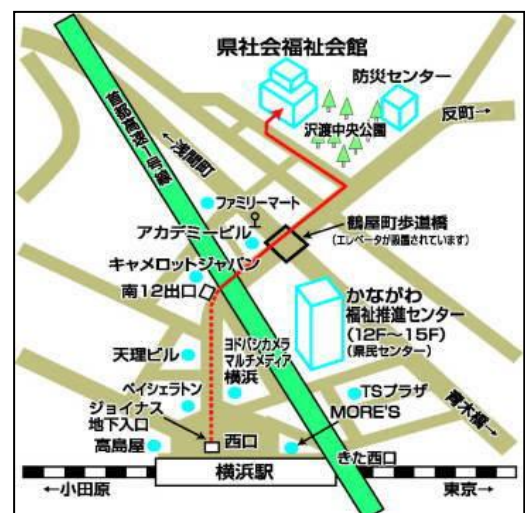 県社会福祉会館
防災センター
沢渡中央公園
反町→
首都高速一号線
←浅間町
ファミリーマート
アカデミービル
鶴屋町歩道橋
(エレベータが設置されています)
キャメロットジャパン
南12出口
かながわ
福祉推進センター
(12F〜15F)
(県民センター)
天理ビル
ヨドバシカメラ
マルチメディア
横浜
ベイシェラトン
TSプラザ
青木橋→
ジョイナス
地下入口
MORE'S
高島屋
西口
きた西口
横浜駅
←小田原
東京→